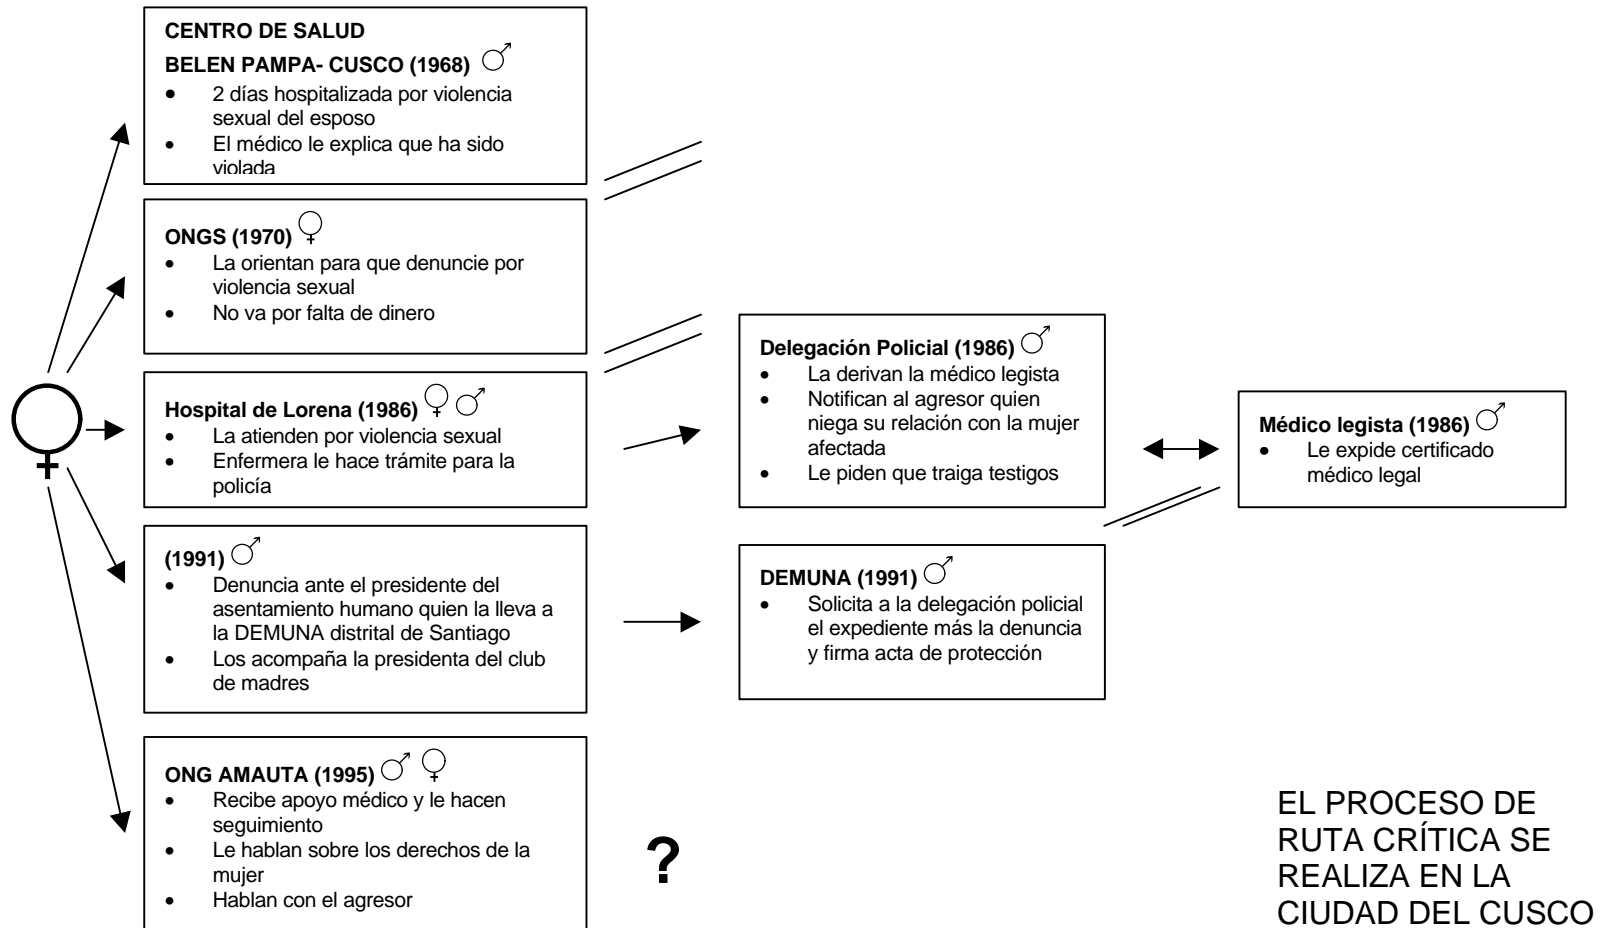 CENTRO DE SALUD
BELEN PAMPA- CUSCO (1968)
• 2 días hospitalizada por violencia
sexual del esposo
• El médico le explica que ha sido
violada
ONGS (1970)
• La orientan para que denuncie por
violencia sexual
• No va por falta de dinero
Hospital de Lorena (1986)
• La atienden por violencia sexual
• Enfermera le hace trámite para la
policía
(1991)
• Denuncia ante el presidente del
asentamiento humano quien la lleva a
la DEMUNA distrital de Santiago
• Los acompaña la presidenta del club
de madres
ONG AMAUTA (1995)
• Recibe apoyo médico y le hacen
seguimiento
• Le hablan sobre los derechos de la
mujer
• Hablan con el agresor
Delegación Policial (1986)
• La derivan la médico legista
• Notifican al agresor quien
niega su relación con la mujer
afectada
• Le piden que traiga testigos
DEMUNA (1991)
• Solicita a la delegación policial
el expediente más la denuncia
y firma acta de protección
?
Médico legista (1986)
• Le expide certificado
médico legal
EL PROCESO DE
RUTA CRÍTICA SE
REALIZA EN LA
CIUDAD DEL CUSCO